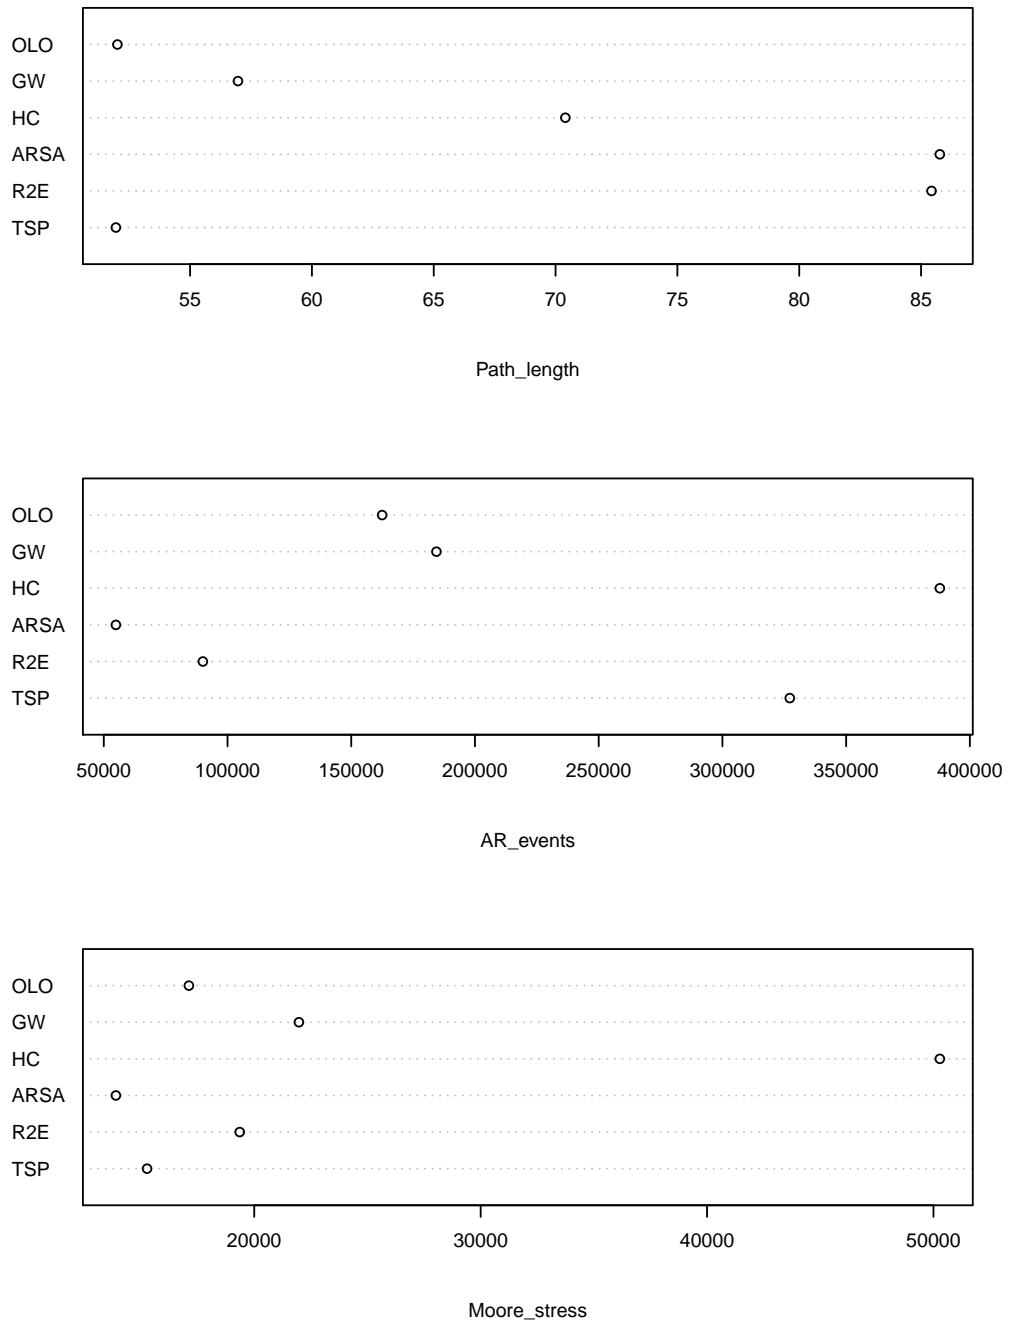 OLO
GW
HC
ARSA
R2E
TSP
55 60 65 70 75 80 85
Path_length
OLO
GW
HC
ARSA
R2E
TSP
50000 100000 150000 200000 250000 300000 350000 400000
AR_events
OLO
GW
HC
ARSA
R2E
TSP
20000 30000 40000 50000
Moore_stress